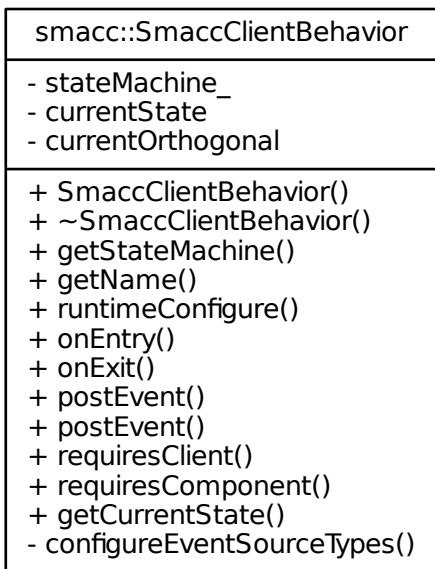 smacc::SmaccClientBehavior
- stateMachine_
- currentState
- currentOrthogonal
+ SmaccClientBehavior()
+ ~SmaccClientBehavior()
+ getStateMachine()
+ getName()
+ runtimeConfigure()
+ onEntry()
+ onExit()
+ postEvent()
+ postEvent()
+ requiresClient()
+ requiresComponent()
+ getCurrentState()
- configureEventSourceTypes()